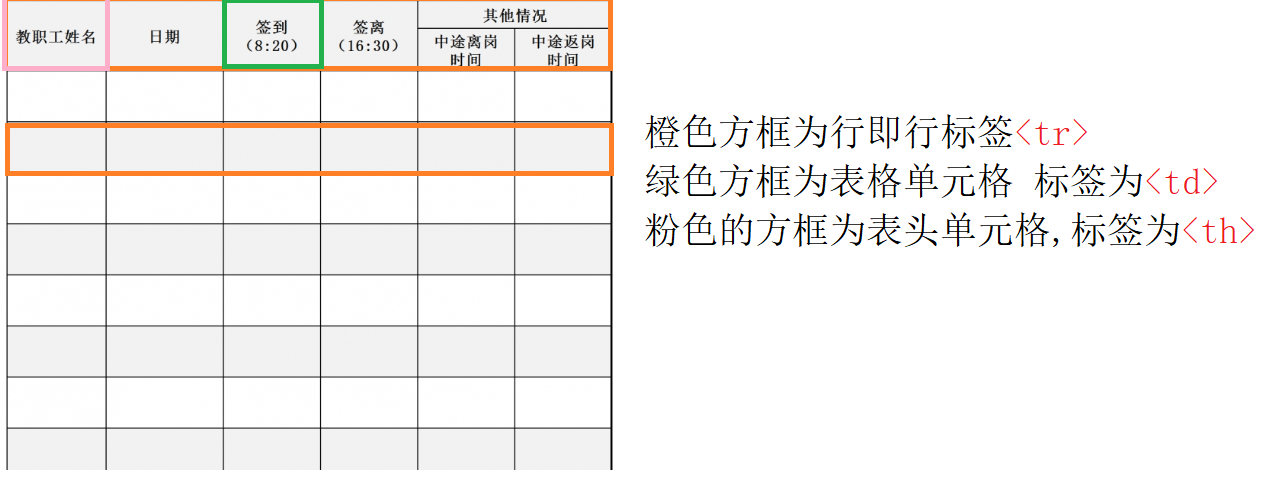 教职工姓名
日期
签到
（8:20）
签离
（16:30）
其他情况
中途离岗
时间
中途返岗
时间
橙色方框为行即行标签<tr>
绿色方框为表格单元格 标签为<td>
粉色的方框为表头单元格,标签为<th>